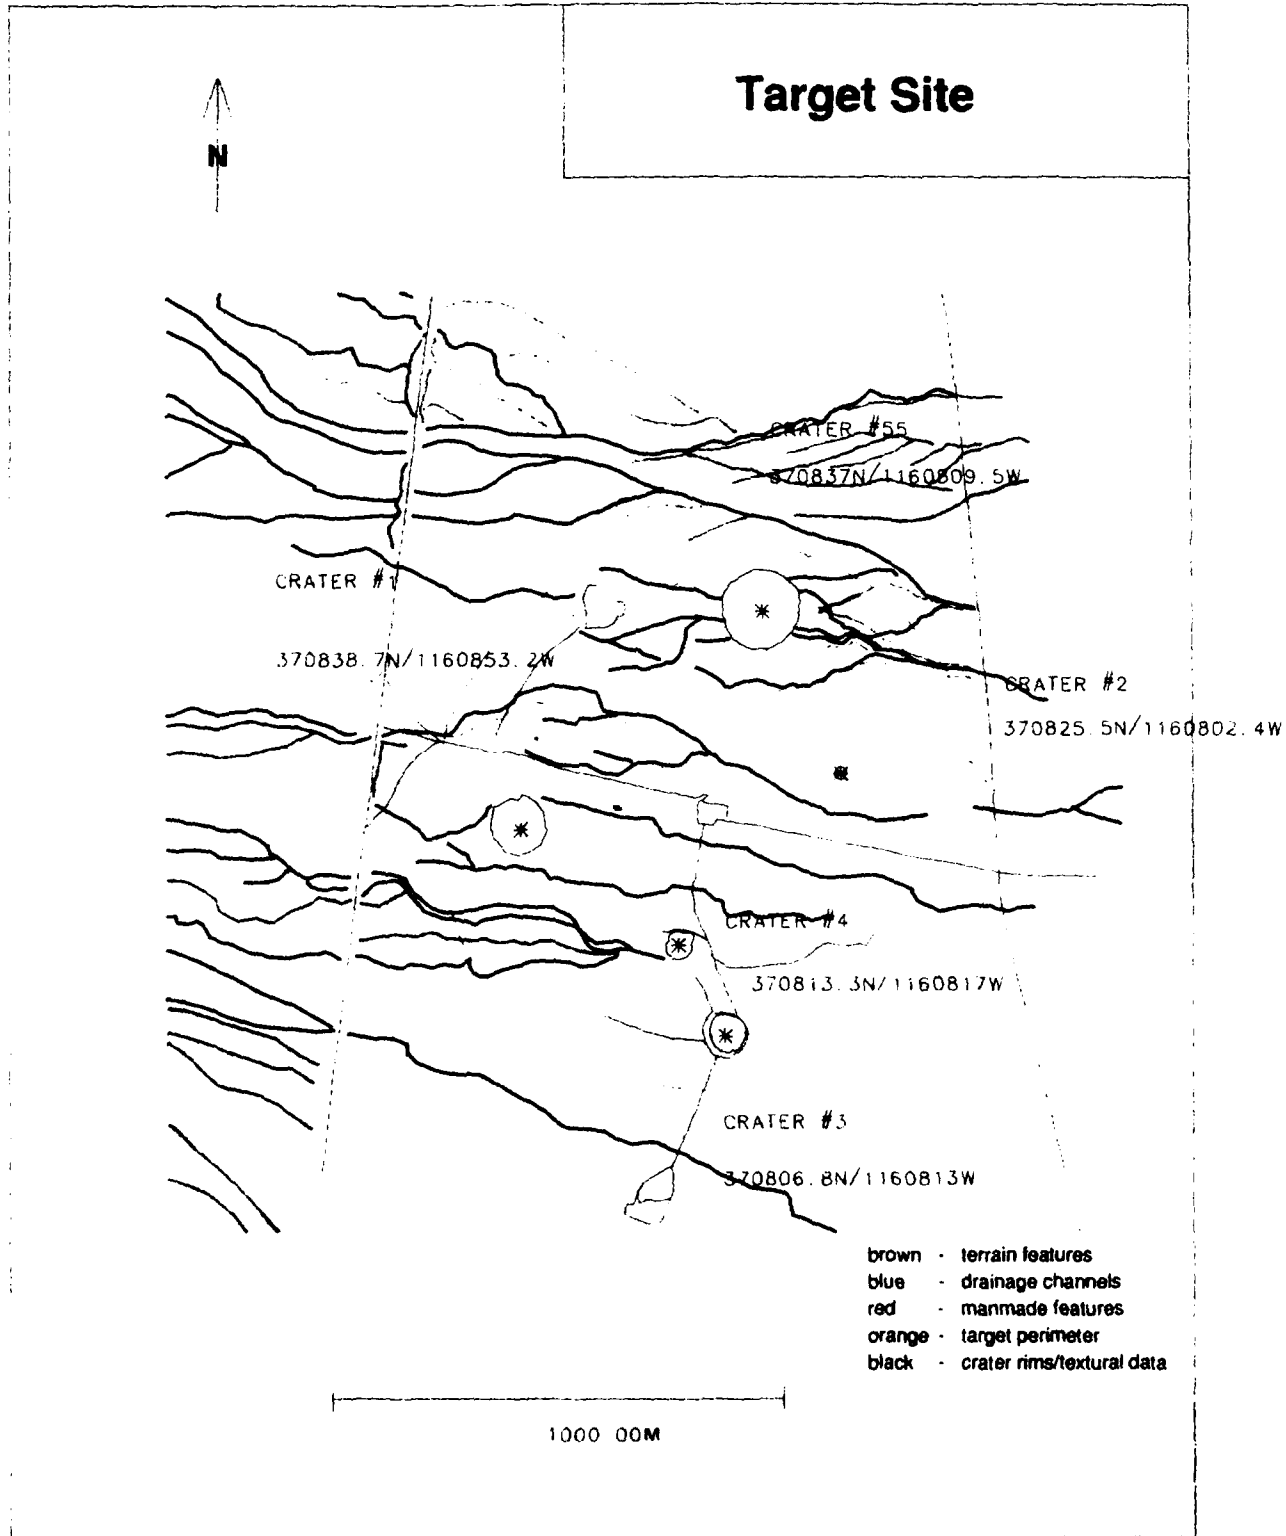 Target Site
N
CRATER #55
370837N/1160809.5W
CRATER #1
370838.7N/1160853.2W
CRATER #2
370825.5N/1160802.4W
CRATER #4
370813.3N/1160817W
CRATER #3
370806.8N/1160813W
brown - terrain features
blue - drainage channels
red - manmade features
orange - target perimeter
black - crater rims/textural data
1000 00M